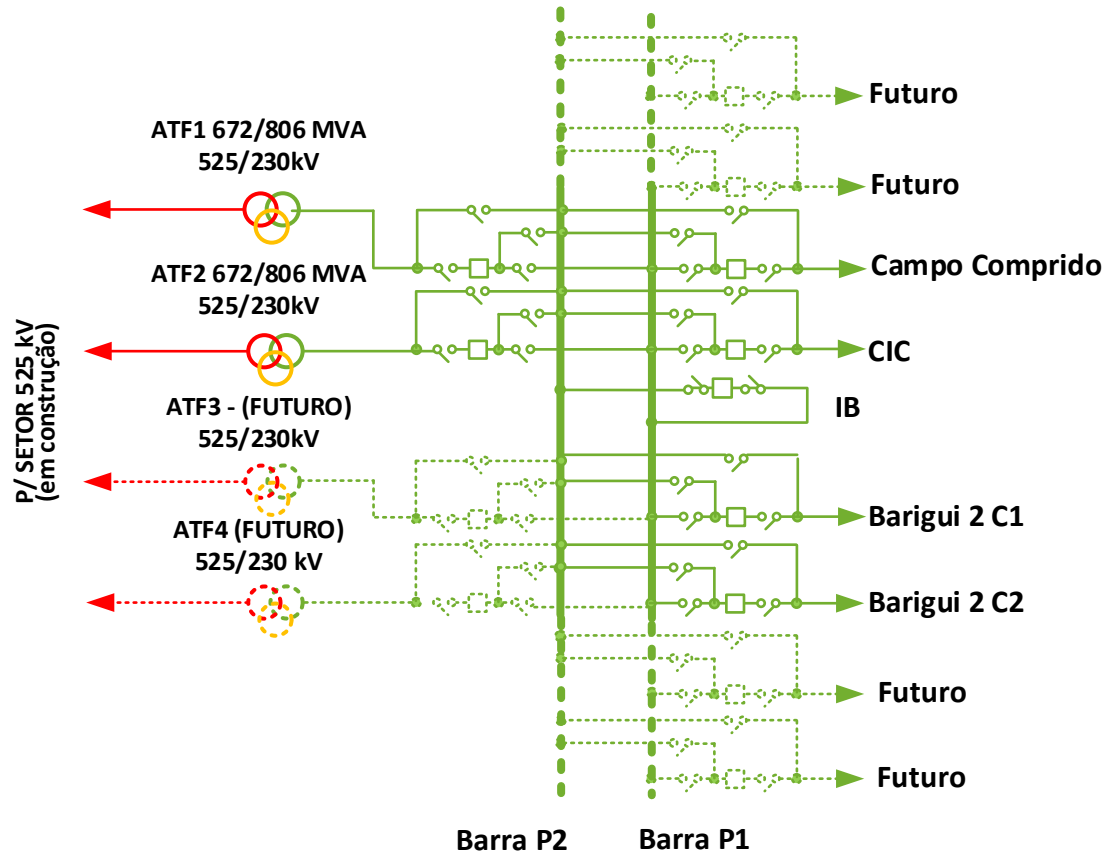 Futuro
ATF1 672/806 MVA
525/230kV
Futuro
Campo Comprido
ATF2 672/806 MVA
525/230kV
CIC
P/ SETOR 525 kV
(em construção)
ATF3 - (FUTURO)
525/230kV
IB
Barigui 2 C1
ATF4 (FUTURO)
525/230 kV
Barigui 2 C2
Futuro
Futuro
Barra P2
Barra P1